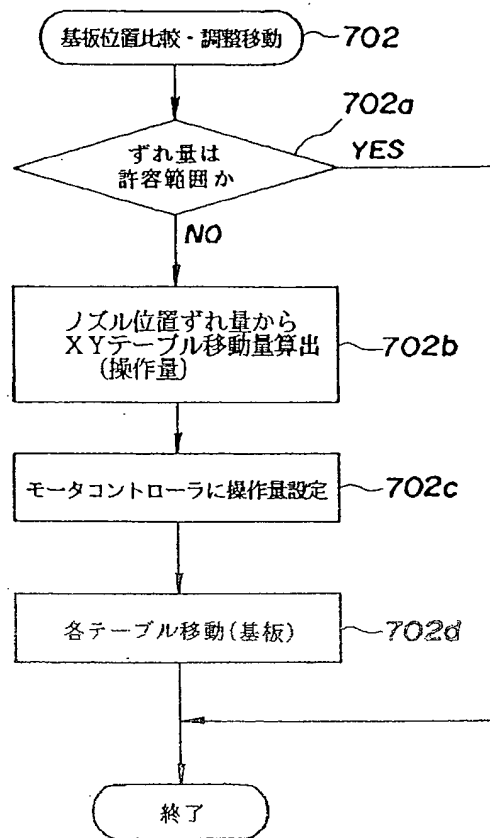 基板位置比較・調整移動
702
702a
ずれ量は
許容範囲か
YES
NO
ノズル位置ずれ量から
XYテーブル移動量算出
(操作量)
702b
モータコントローラに操作量設定
702c
各テーブル移動(基板)
702d
終了